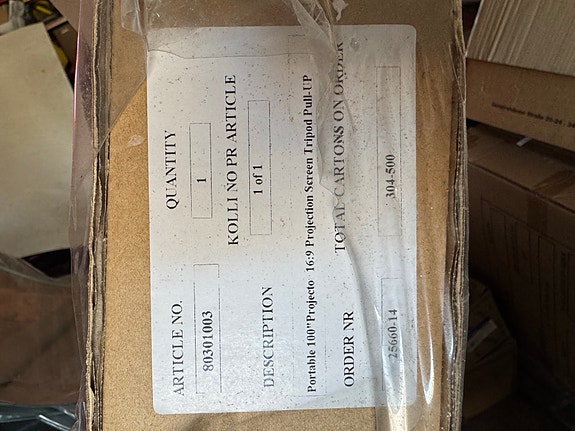 ARTICLE NO. QUANTITY
80301003 1
KOLLI NO PR ARTICLE
1 of 1
DESCRIPTION
Portable 100"Projecto 16:9 Projection Screen Tripod Pull-UP
ORDER NR TOTAL CARTONS ON ORDER
25660-14 304-500